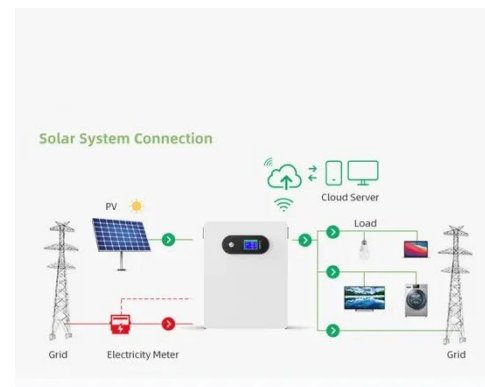 Solar System Connection
Cloud Server
PV
Load
Grid
Electricity Meter
Grid